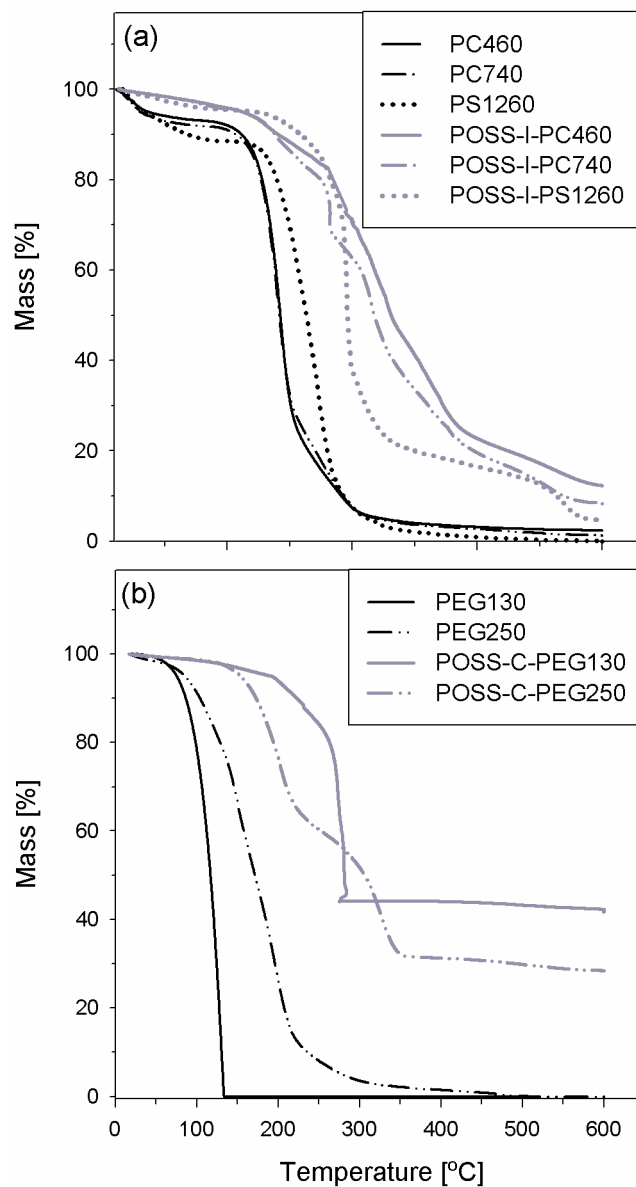 (a)
PC460
PC740
PS1260
POSS-I-PC460
POSS-I-PC740
POSS-I-PS1260
100
80
60
40
20
0
Mass [%]
(b)
PEG130
PEG250
POSS-C-PEG130
POSS-C-PEG250
100
80
60
40
20
0
Mass [%]
0 100 200 300 400 500 600
Temperature [ºC]